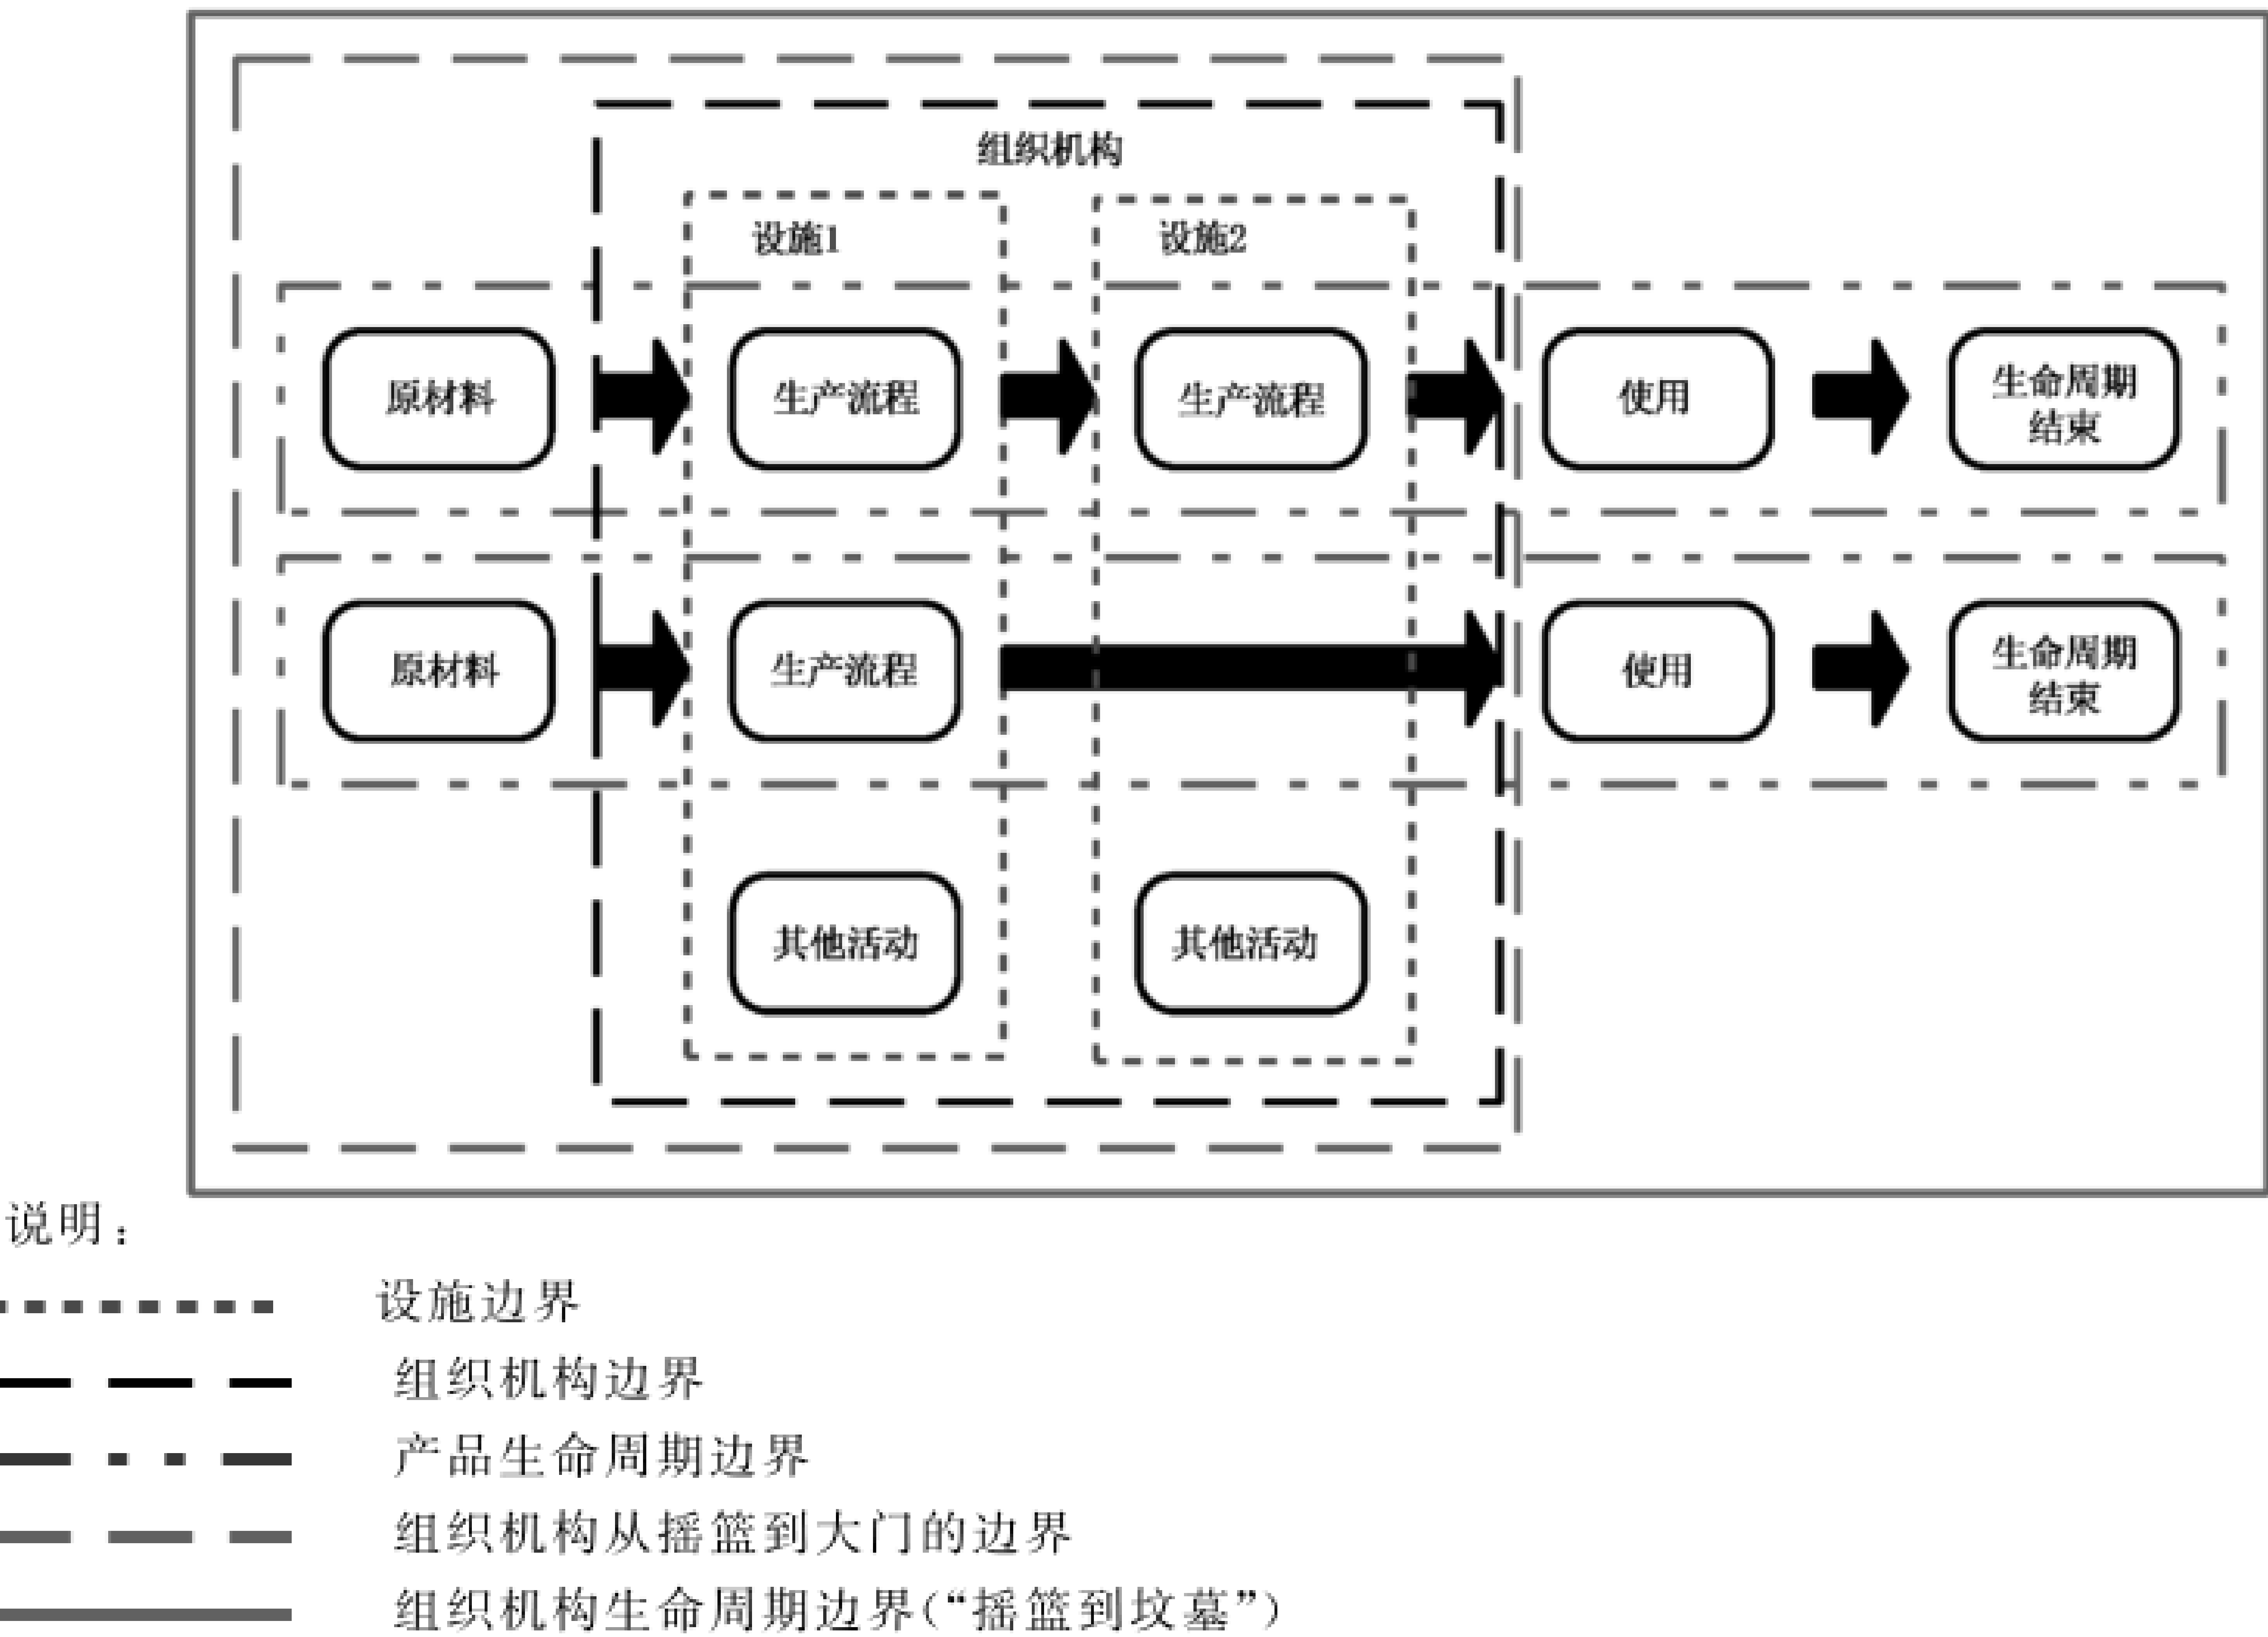 组织机构
设施1
设施2
原材料
生产流程
生产流程
使用
生命周期
结束
原材料
生产流程
使用
生命周期
结束
其他活动
其他活动
说明：
设施边界
组织机构边界
产品生命周期边界
组织机构从摇篮到大门的边界
组织机构生命周期边界(“摇篮到坟墓”)